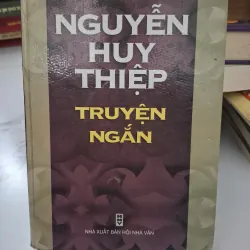 NGUYỄN
HUY
THIỆP
TRUYỆN
NGẮN
NHÀ XUẤT BẢN HỘI NHÀ VĂN